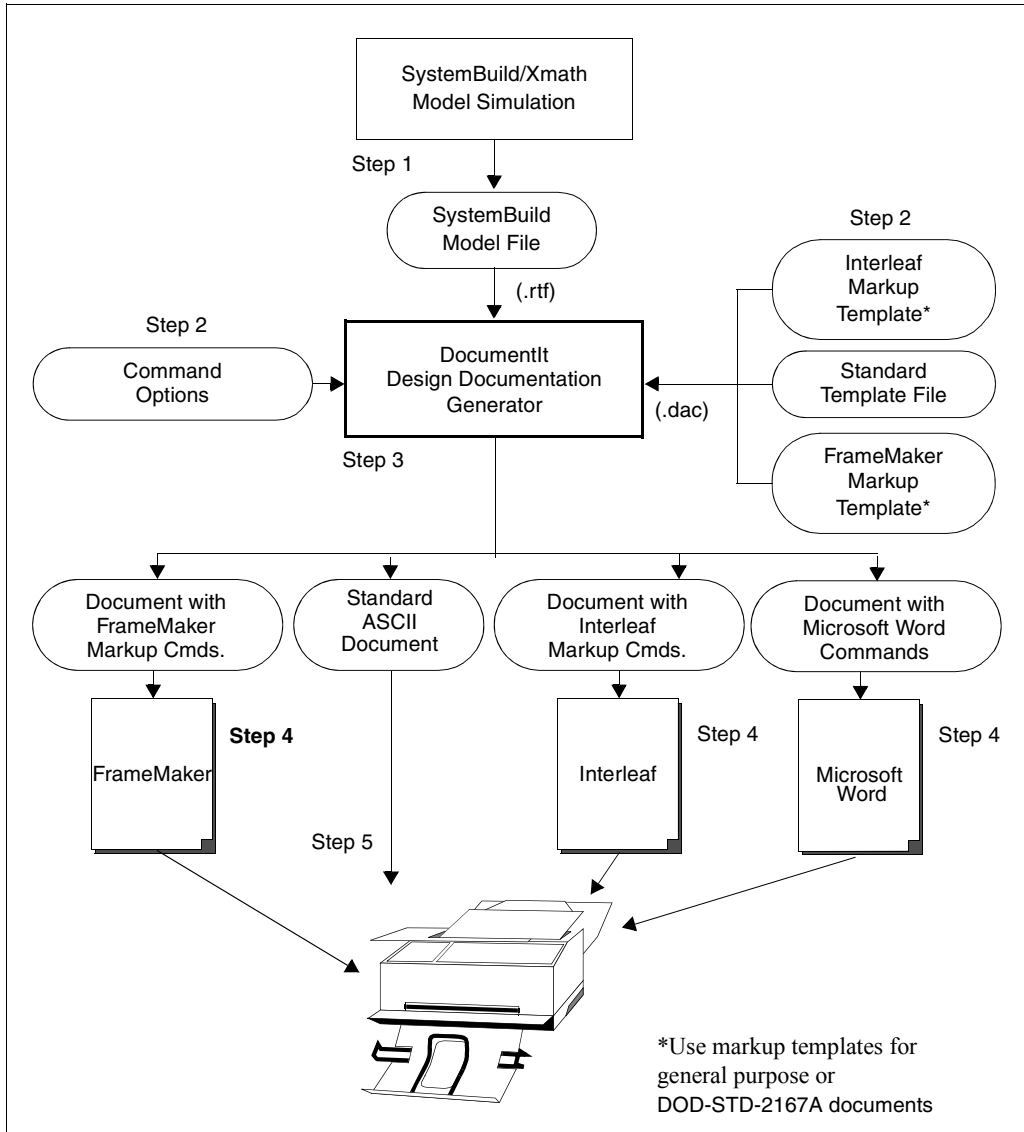 SystemBuild/Xmath
Model Simulation
Step 1
SystemBuild
Model File
(.rtf)
Step 2
Interleaf
Markup
Template*
Step 2
Command
Options
DocumentIt
Design Documentation
Generator
(.dac)
Standard
Template File
Step 3
FrameMaker
Markup
Template*
Document with
FrameMaker
Markup Cmds.
Standard
ASCII
Document
Document with
Interleaf
Markup Cmds.
Document with
Microsoft Word
Commands
FrameMaker
Step 4
Interleaf
Step 4
Microsoft
Word
Step 4
Step 5
*Use markup templates for
general purpose or
DOD-STD-2167A documents